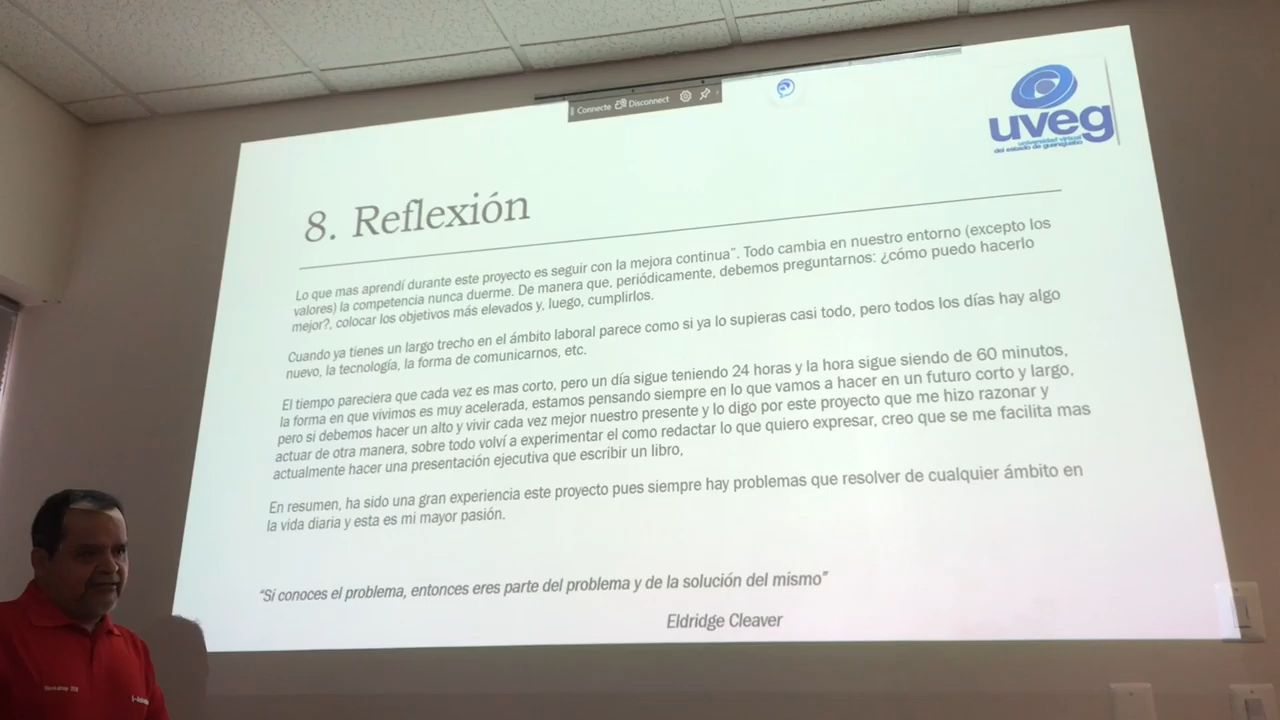 Connecte Disconnect
uveg
universidad virtual
del estado de guanajuato
8. Reflexión
Lo que mas aprendí durante este proyecto es seguir con la mejora continua”. Todo cambia en nuestro entorno (excepto los
valores) la competencia nunca duerme. De manera que, periódicamente, debemos preguntarnos: ¿cómo puedo hacerlo
mejor?, colocar los objetivos más elevados y, luego, cumplirlos.
Cuando ya tienes un largo trecho en el ámbito laboral parece como si ya lo supieras casi todo, pero todos los días hay algo
nuevo, la tecnología, la forma de comunicarnos, etc.
El tiempo pareciera que cada vez es mas corto, pero un día sigue teniendo 24 horas y la hora sigue siendo de 60 minutos,
la forma en que vivimos es muy acelerada, estamos pensando siempre en lo que vamos a hacer en un futuro corto y largo,
pero si debemos hacer un alto y vivir cada vez mejor nuestro presente y lo digo por este proyecto que me hizo razonar y
actuar de otra manera, sobre todo volví a experimentar el como redactar lo que quiero expresar, creo que se me facilita mas
actualmente hacer una presentación ejecutiva que escribir un libro,
En resumen, ha sido una gran experiencia este proyecto pues siempre hay problemas que resolver de cualquier ámbito en
la vida diaria y esta es mi mayor pasión.
“Si conoces el problema, entonces eres parte del problema y de la solución del mismo”
Eldridge Cleaver